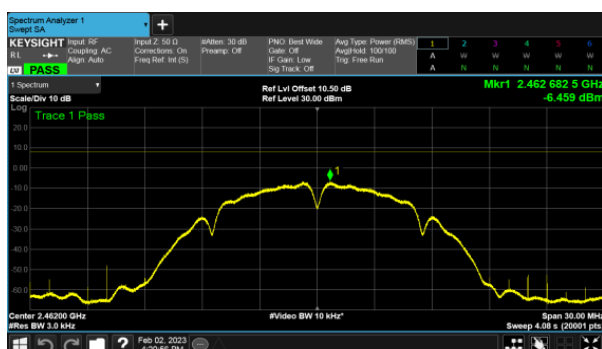 Spectrum Analyzer 1
Swept SA
+
KEYSIGHT Input: RF
RL
Coupling: AC
Align: Auto
Input Z: 50 Ω
Corrections: On
Freq Ref: Int (S)
#Atten: 30 dB
Preamp: Off
PNO: Best Wide
Gate: Off
IF Gain: Low
Sig Track: Off
Avg Type: Power (RMS)
Avg|Hold: 100/100
Trig: Free Run
1 2 3 4 5 6
A W W W W W
A N N N N N
PASS
1 Spectrum
Scale/Div 10 dB
Ref Lvl Offset 10.50 dB
Ref Level 30.00 dBm
Mkr1 2.462 682 5 GHz
-6.459 dBm
Log
Trace 1 Pass
20.0
10.0
0.00
1
-10.0
-20.0
-30.0
-40.0
-50.0
-60.0
Center 2.46200 GHz
#Res BW 3.0 kHz
#Video BW 10 kHz*
Span 30.00 MHz
Sweep 4.08 s (20001 pts)
?
Feb 02, 2023